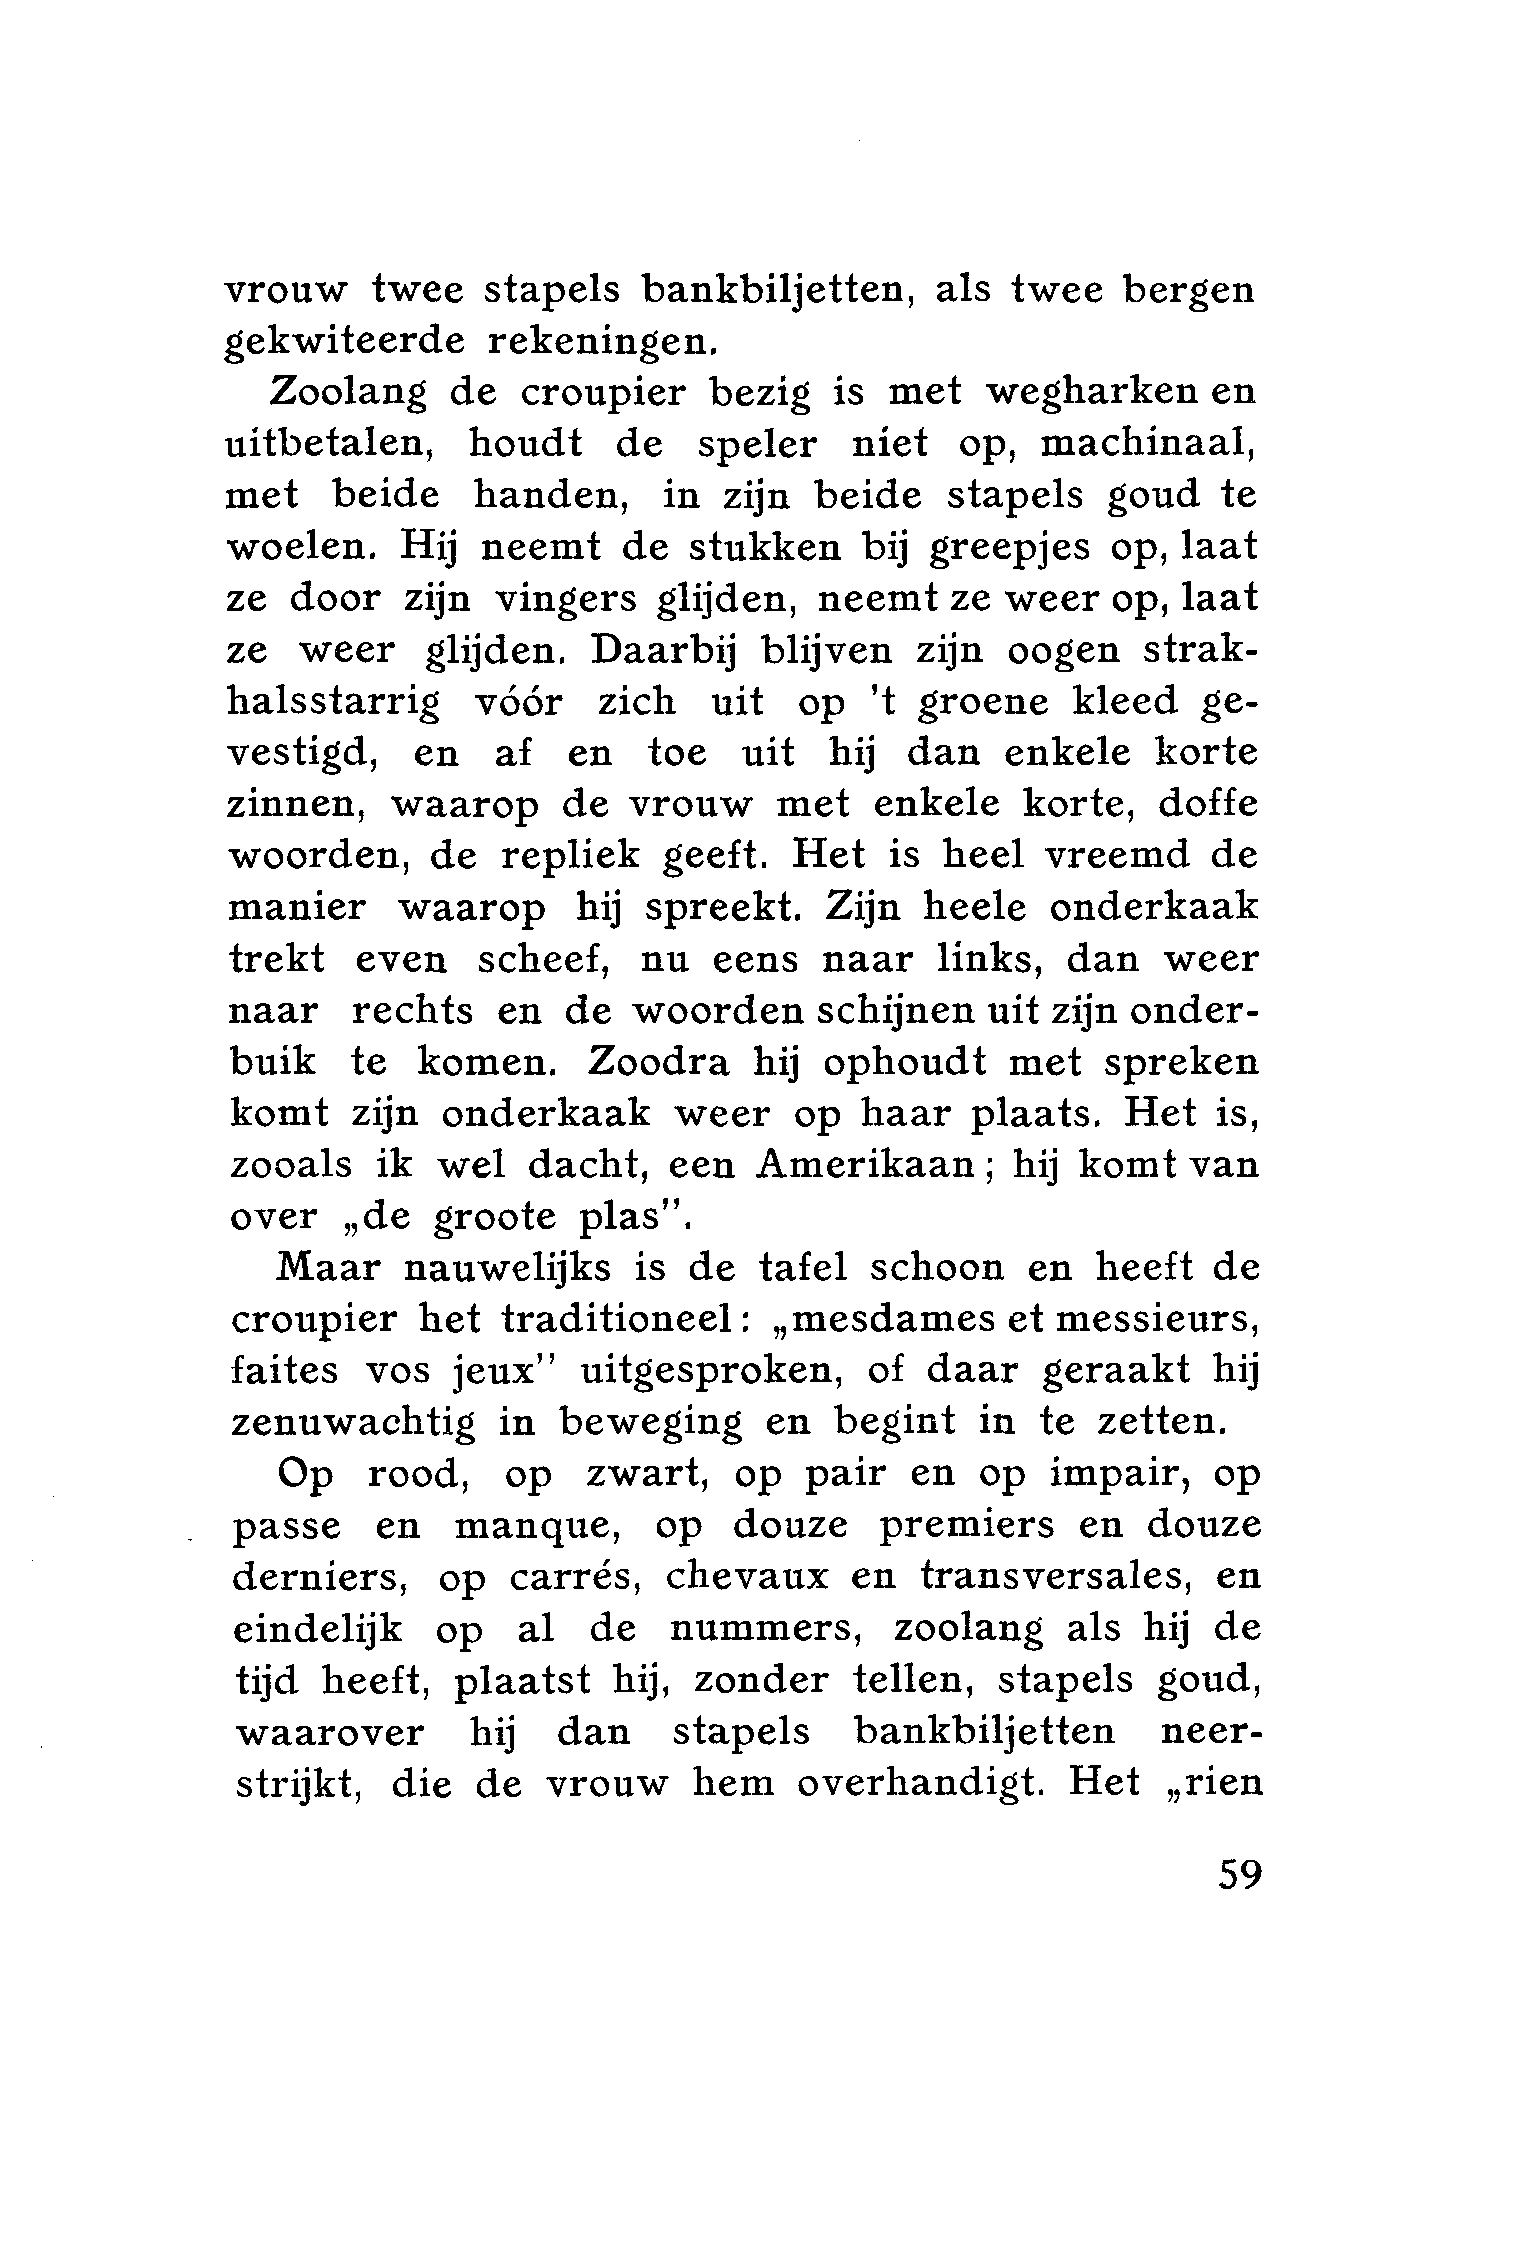 vrouw twee stapels bankbiljetten, als twee bergen
gekwiteerde rekeningen.
Zoolang de croupier bezig is met wegharken en
uitbetalen, houdt de speler niet op, machinaal,
met beide handen, in zijn beide stapels goud te
woelen. Hij neemt de stukken bij greepjes op, laat
ze door zijn vingers glijden, neemt ze weer op, laat
ze weer glijden. Daarbij blijven zijn oogen strak-
halsstarrig vóór zich uit op 't groene kleed ge-
vestigd, en af en toe uit hij dan enkele korte
zinnen, waarop de vrouw met enkele korte, doffe
woorden, de repliek geeft. Het is heel vreemd de
manier waarop hij spreekt. Zijn heele onderkaak
trekt even scheef, nu eens naar links, dan weer
naar rechts en de woorden schijnen uit zijn onder-
buik te komen. Zoodra hij ophoudt met spreken
komt zijn onderkaak weer op haar plaats. Het is,
zooals ik wel dacht, een Amerikaan; hij komt van
over „de groote plas”.
Maar nauwelijks is de tafel schoon en heeft de
croupier het traditioneel: „mesdames et messieurs,
faites vos jeux” uitgesproken, of daar geraakt hij
zenuwachtig in beweging en begint in te zetten.
Op rood, op zwart, op pair en op impair, op
passe en manque, op douze premiers en douze
derniers, op carrés, chevaux en transversales, en
eindelijk op al de nummers, zoolang als hij de
tijd heeft, plaatst hij, zonder tellen, stapels goud,
waarover hij dan stapels bankbiljetten neer-
strijkt, die de vrouw hem overhandigt. Het „rien
59